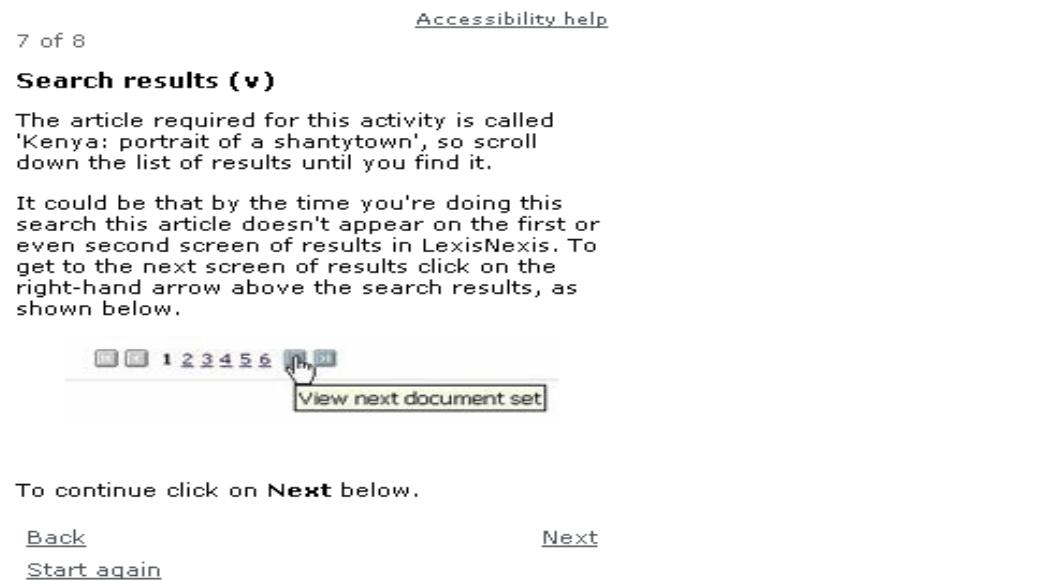 Accessibility help
7 of 8
Search results (v)
The article required for this activity is called
'Kenya: portrait of a shantytown', so scroll
down the list of results until you find it.
It could be that by the time you're doing this
search this article doesn't appear on the first or
even second screen of results in LexisNexis. To
get to the next screen of results click on the
right-hand arrow above the search results, as
shown below.
1 2 3 4 5 6
View next document set
To continue click on Next below.
Back Next
Start again